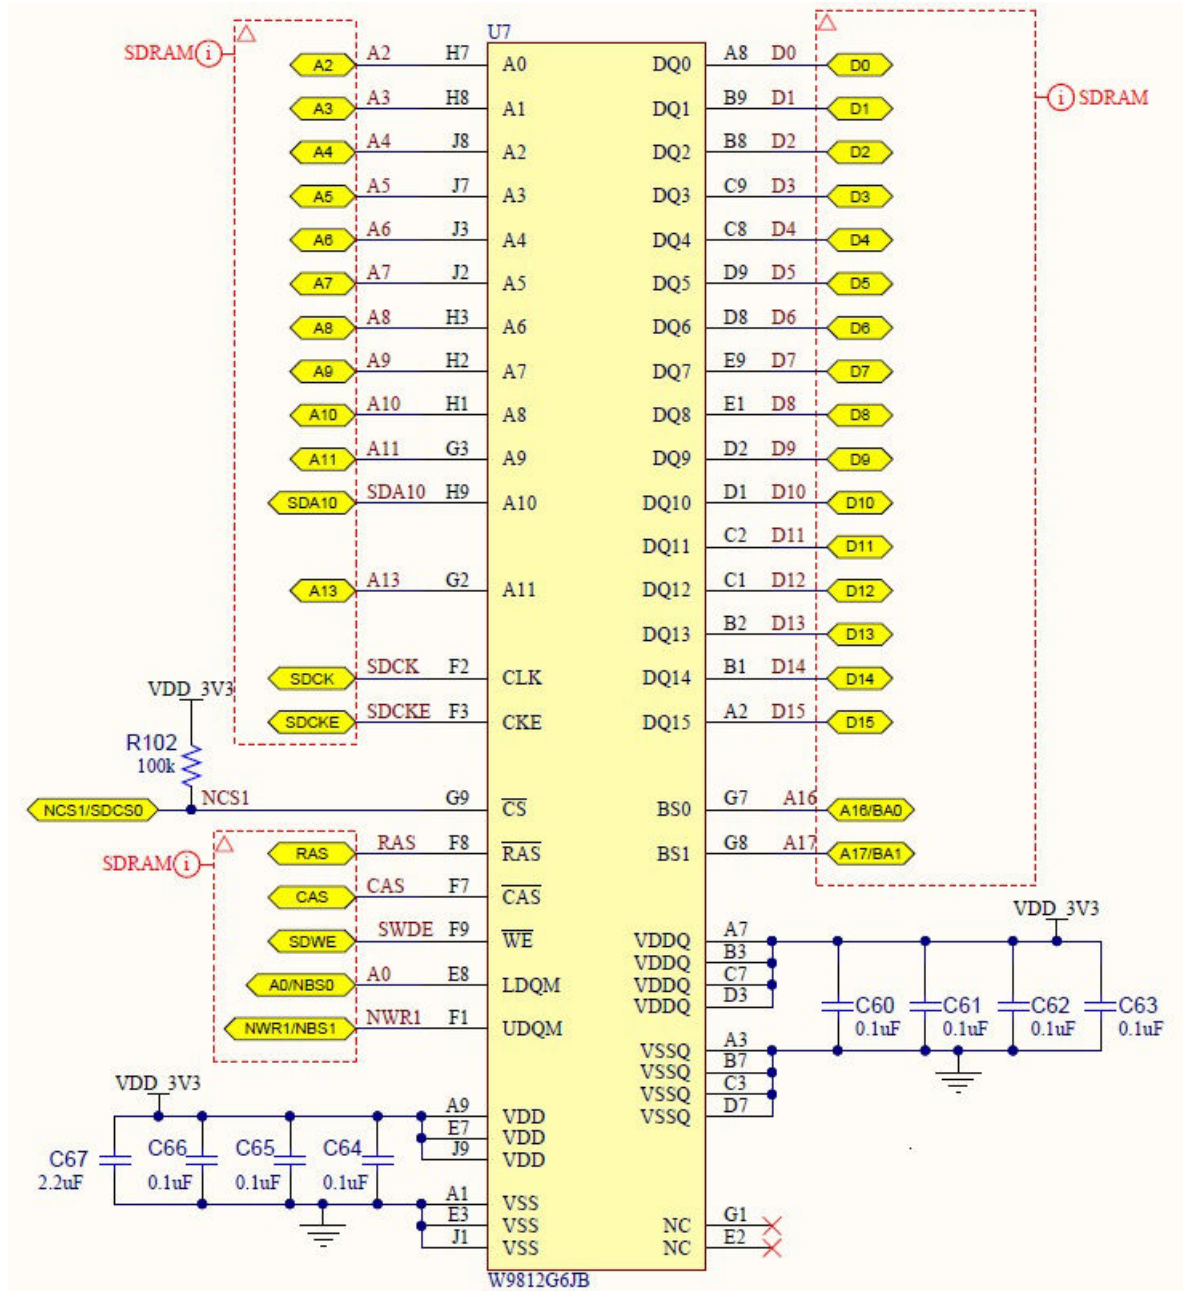 U7
SDRAM i
A2 A2 H7 A0 DQ0 A8 D0 D0
A3 A3 H8 A1 DQ1 B9 D1 D1
i SDRAM
A4 A4 J8 A2 DQ2 B8 D2 D2
A5 A5 J7 A3 DQ3 C9 D3 D3
A6 A6 J3 A4 DQ4 C8 D4 D4
A7 A7 J2 A5 DQ5 D9 D5 D5
A8 A8 H3 A6 DQ6 D8 D6 D6
A9 A9 H2 A7 DQ7 E9 D7 D7
A10 A10 H1 A8 DQ8 E1 D8 D8
A11 A11 G3 A9 DQ9 D2 D9 D9
SDA10 SDA10 H9 A10 DQ10 D1 D10 D10
DQ11 C2 D11 D11
A13 A13 G2 A11 DQ12 C1 D12 D12
DQ13 B2 D13 D13
SDCK SDCK F2 CLK DQ14 B1 D14 D14
VDD_3V3
SDCKE SDCKE F3 CKE DQ15 A2 D15 D15
R102
100k
NCS1/SDCS0 NCS1 G9 CS BS0 G7 A16 A16/BA0
RAS RAS F8 RAS BS1 G8 A17 A17/BA1
SDRAM i
CAS CAS F7 CAS
VDD_3V3
SDWE SWDE F9 WE VDDQ A7
VDDQ B3
A0/NBS0 A0 E8 LDQM VDDQ C7
VDDQ D3
C60 C61 C62 C63
0.1uF 0.1uF 0.1uF 0.1uF
NWR1/NBS1 NWR1 F1 UDQM
VSSQ A3
VSSQ B7
VSSQ C3
VSSQ D7
VDD_3V3
A9 VDD
E7 VDD
J9 VDD
C67 C66 C65 C64
2.2uF 0.1uF 0.1uF 0.1uF
A1 VSS
E3 VSS NC G1
J1 VSS NC E2
W9812G6JB